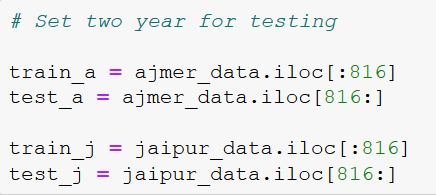 # Set two year for testing
train_a = ajmer_data.iloc[:816]
test_a = ajmer_data.iloc[816:]
train_j = jaipur_data.iloc[:816]
test_j = jaipur_data.iloc[816:]